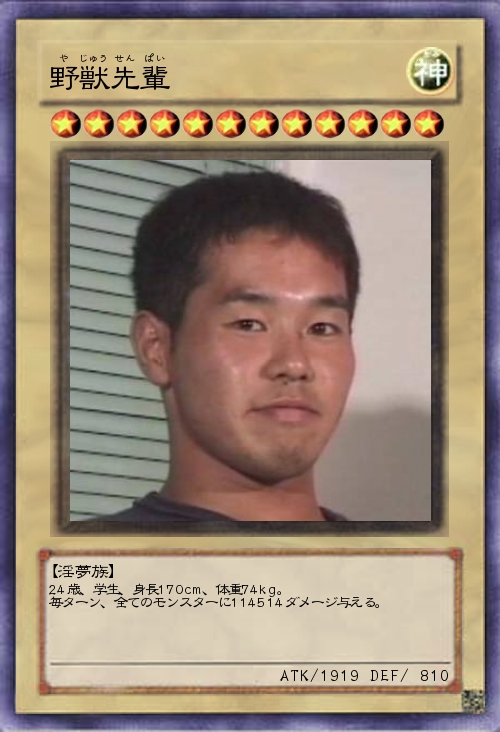 や じゅう せん ぱい
野獣先輩
神
【淫夢族】
24歳、学生、身長170cm、体重74kg。
毎ターン、全てのモンスターに114514ダメージ与える。
ATK/1919 DEF/ 810